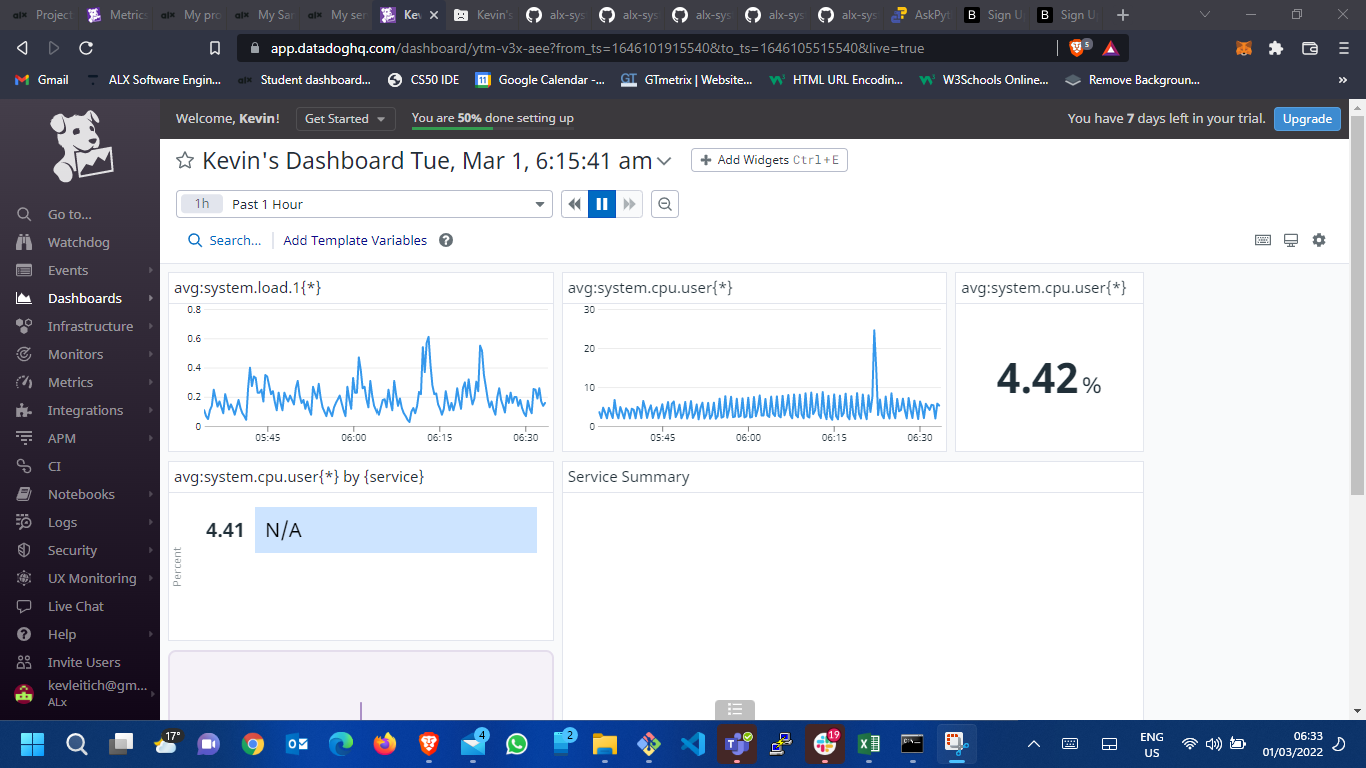 Project
Metrics
My pro
My Sar
My ser
Kev
Kevin's
alx-sys
alx-sys
alx-sys
alx-sys
alx-sys
AskPyt
Sign Up
Sign Up
app.datadoghq.com/dashboard/ytm-v3x-aee?from_ts=1646101915540&to_ts=1646105515540&live=true
5
Gmail
ALX Software Engin...
Student dashboard...
CS50 IDE
Google Calendar -...
GTmetrix | Website...
HTML URL Encodin...
W3Schools Online...
Remove Backgroun...
»
Welcome, Kevin!
Get Started
You are 50% done setting up
You have 7 days left in your trial.
Upgrade
Kevin's Dashboard Tue, Mar 1, 6:15:41 am
Add Widgets Ctrl+E
1h Past 1 Hour
Search...
Add Template Variables
Go to...
Watchdog
Events
Dashboards
Infrastructure
Monitors
Metrics
Integrations
APM
CI
Notebooks
Logs
Security
UX Monitoring
Live Chat
Help
Invite Users
kevleitich@gm...
ALx
avg:system.load.1{*}
0.8
0.6
0.4
0.2
0
05:45 06:00 06:15 06:30
avg:system.cpu.user{*}
30
20
10
0
05:45 06:00 06:15 06:30
avg:system.cpu.user{*}
4.42%
avg:system.cpu.user{*} by {service}
Percent
4.41 N/A
Service Summary
17°
4
2
19
ENG
US
06:33
01/03/2022